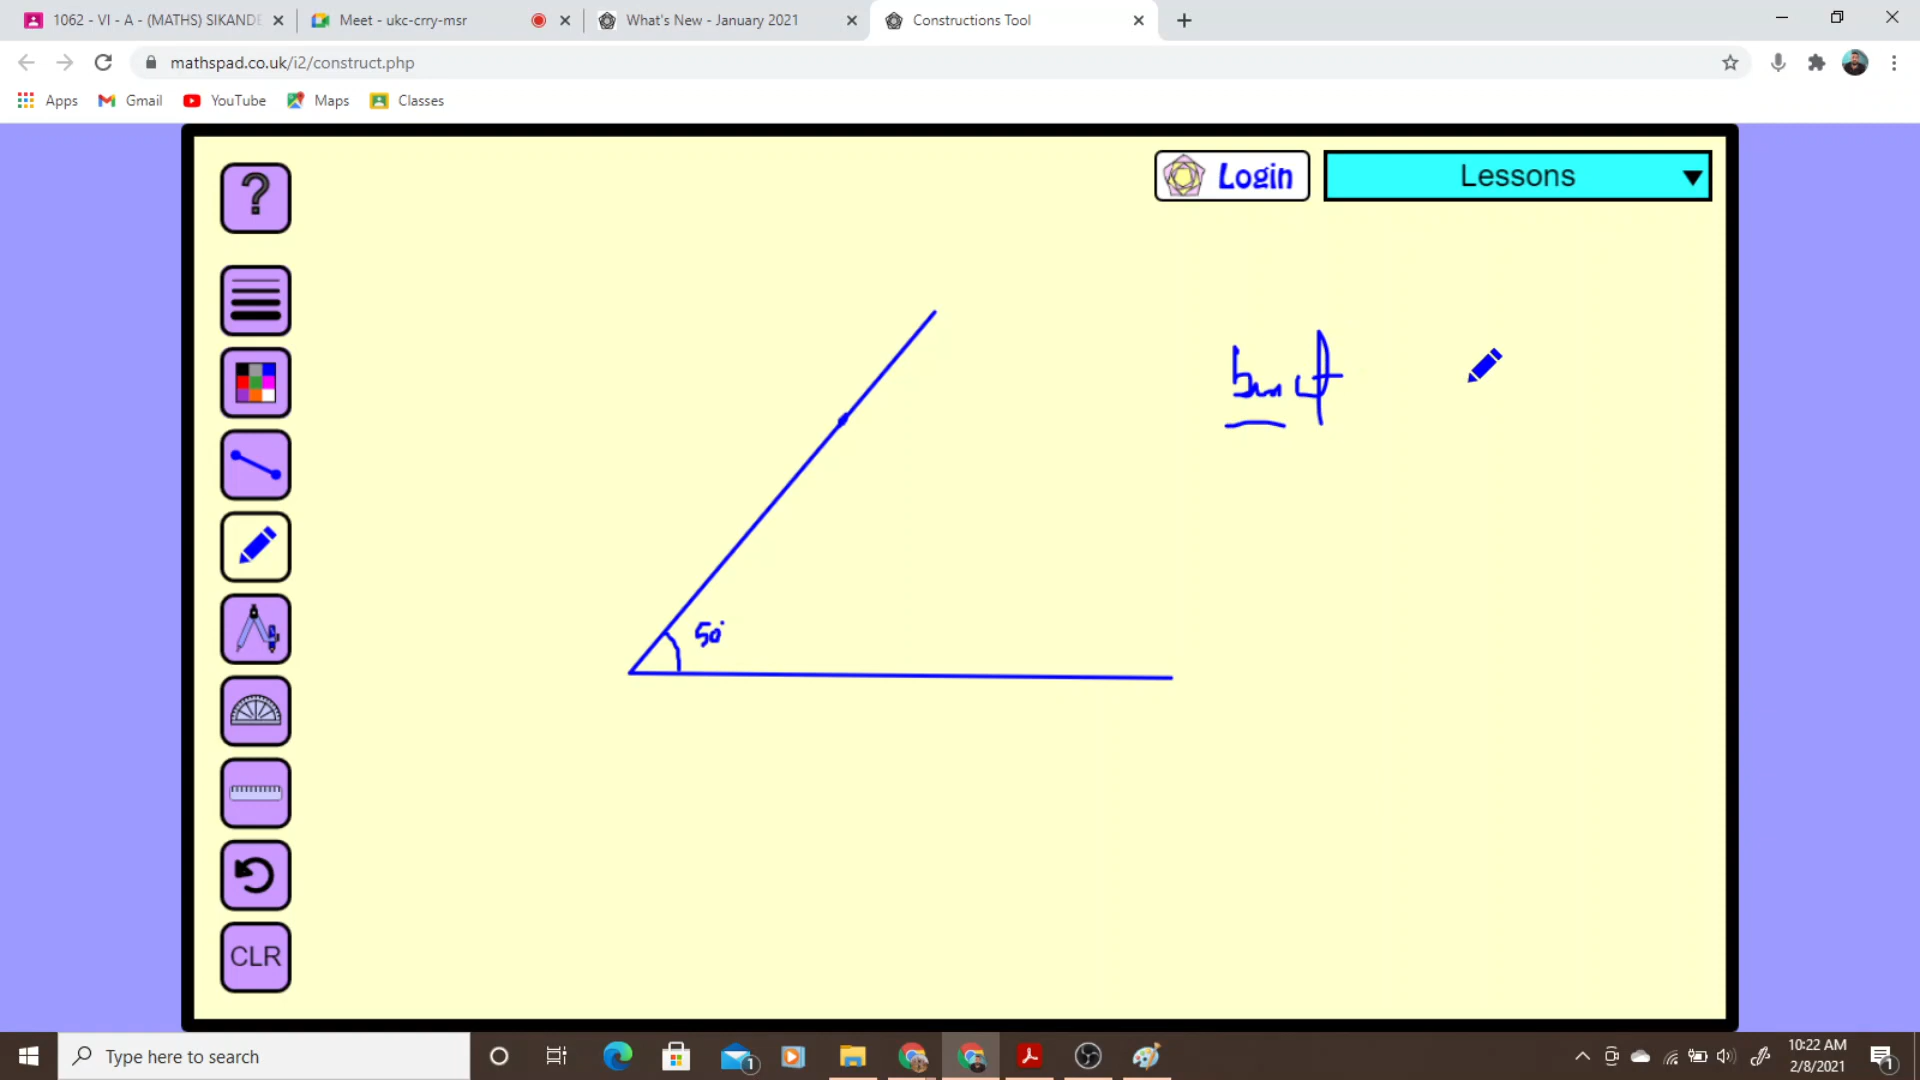 1062 - VI - A - (MATHS) SIKANDE
Meet - ukc-crry-msr
What's New - January 2021
Constructions Tool
mathspad.co.uk/i2/construct.php
Apps
Gmail
YouTube
Maps
Classes
?
Login
Lessons
50°
CLR
Type here to search
1
10:22 AM
2/8/2021
1